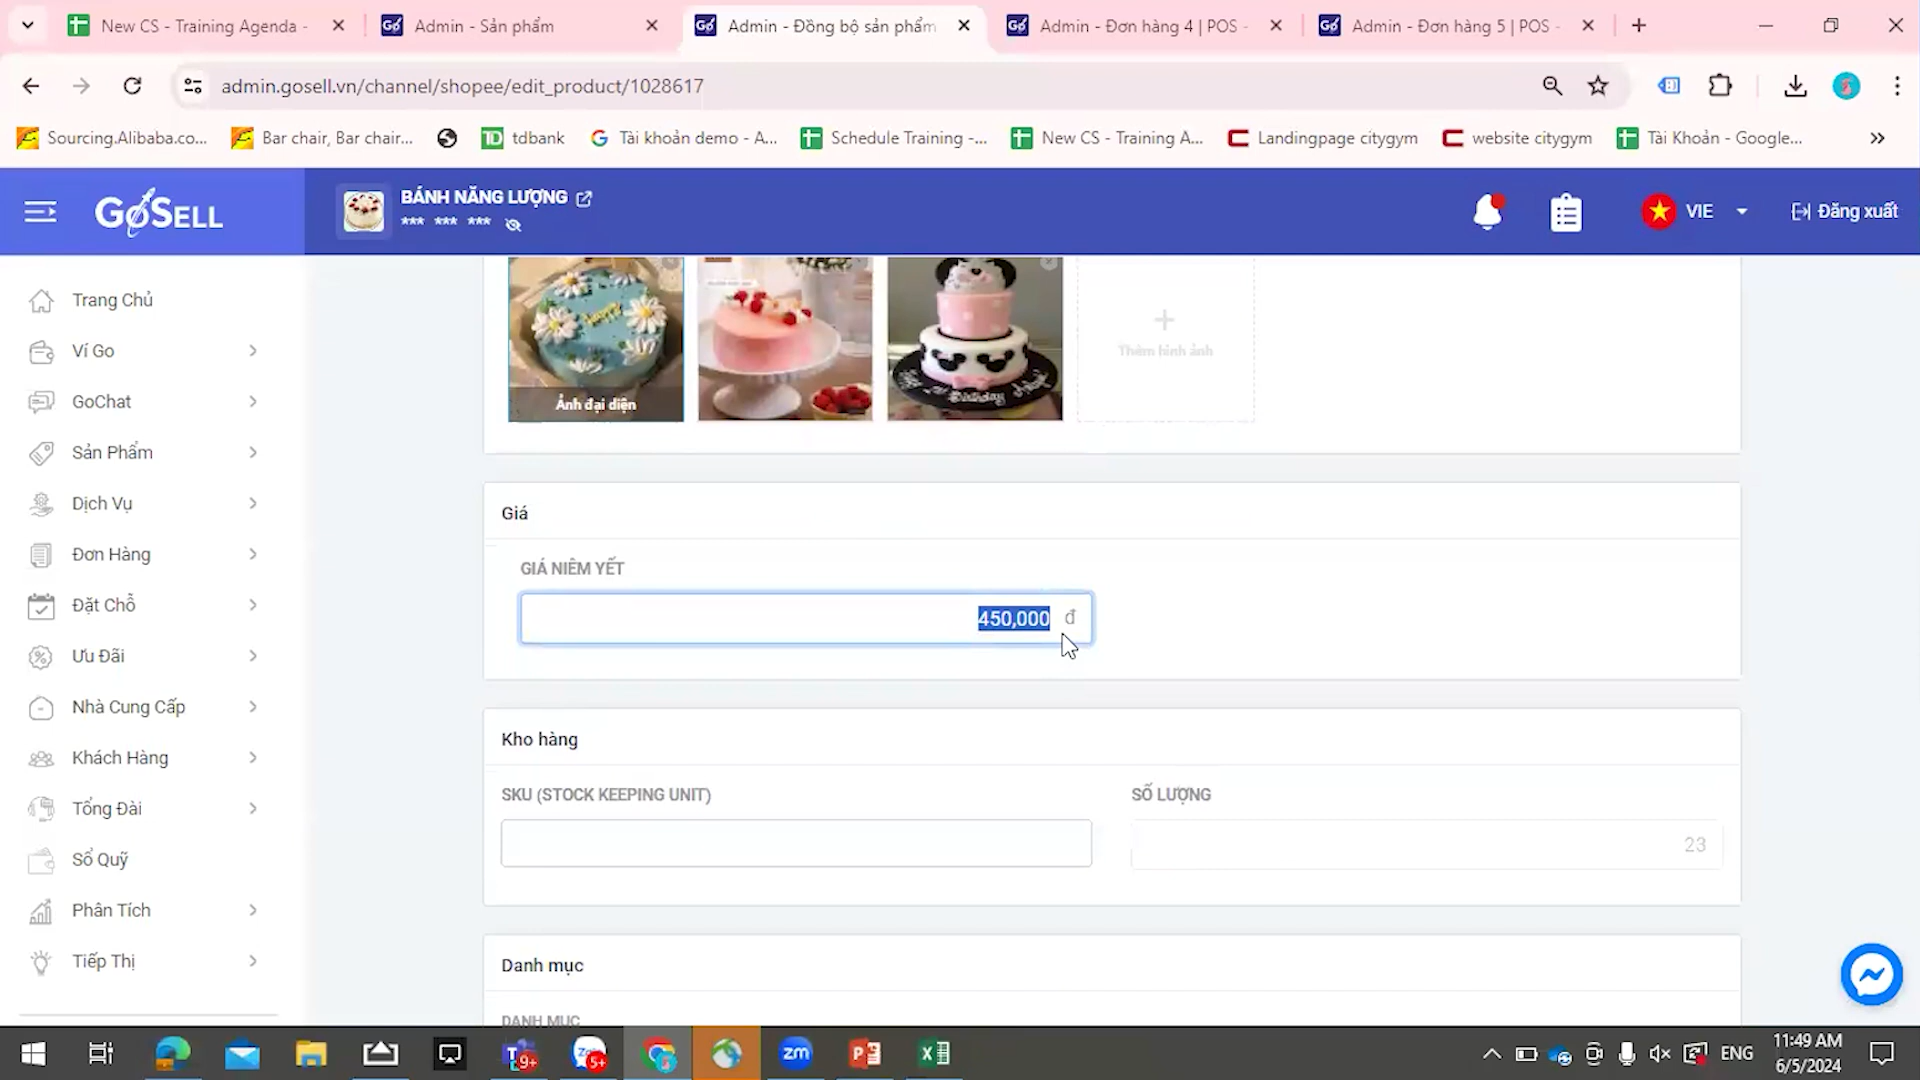 New CS - Training Agenda -
Admin - Sản phẩm
Admin - Đồng bộ sản phẩm
Admin - Đơn hàng 4 | POS -
Admin - Đơn hàng 5 | POS -
admin.gosell.vn/channel/shopee/edit_product/1028617
Sourcing.Alibaba.co...
Bar chair, Bar chair...
tdbank
Tài khoản demo - A...
Schedule Training -...
New CS - Training A...
Landingpage citygym
website citygym
Tài Khoản - Google...
GOSELL
BÁNH NĂNG LƯỢNG
*** *** ***
VIE
Đăng xuất
Trang Chủ
Ví Go
GoChat
Sản Phẩm
Dịch Vụ
Đơn Hàng
Đặt Chỗ
Ưu Đãi
Nhà Cung Cấp
Khách Hàng
Tổng Đài
Sổ Quỹ
Phân Tích
Tiếp Thị
Ảnh đại diện
Thêm hình ảnh
Giá
GIÁ NIÊM YẾT
450,000 đ
Kho hàng
SKU (STOCK KEEPING UNIT)
SỐ LƯỢNG
23
Danh mục
DANH MỤC
9+
5+
zm
ENG
11:49 AM
6/5/2024